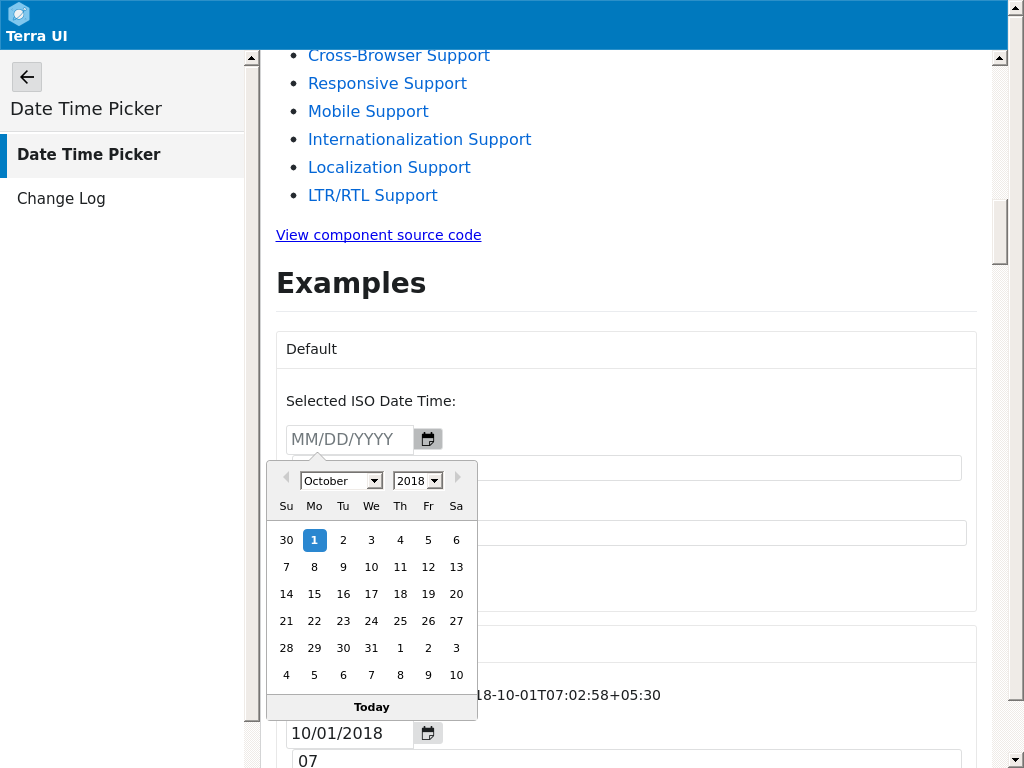 Terra UI
Date Time Picker
Date Time Picker
Change Log
Cross-Browser Support
Responsive Support
Mobile Support
Internationalization Support
Localization Support
LTR/RTL Support
View component source code
Examples
Default
Selected ISO Date Time:
MM/DD/YYYY
October 2018
Su Mo Tu We Th Fr Sa
30 1 2 3 4 5 6
7 8 9 10 11 12 13
14 15 16 17 18 19 20
21 22 23 24 25 26 27
28 29 30 31 1 2 3
4 5 6 7 8 9 10
Today
18-10-01T07:02:58+05:30
10/01/2018
07